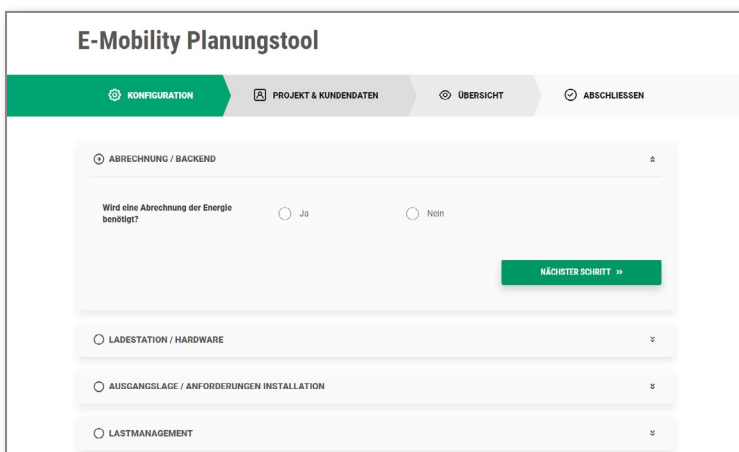 E-Mobility Planungstool
KONFIGURATION
PROJEKT & KUNDENDATEN
ÜBERSICHT
ABSCHLIESSEN
ABRECHNUNG / BACKEND
Wird eine Abrechnung der Energie
benötigt?
Ja
Nein
NÄCHSTER SCHRITT »
LADESTATION / HARDWARE
AUSGANGSLAGE / ANFORDERUNGEN INSTALLATION
LASTMANAGEMENT